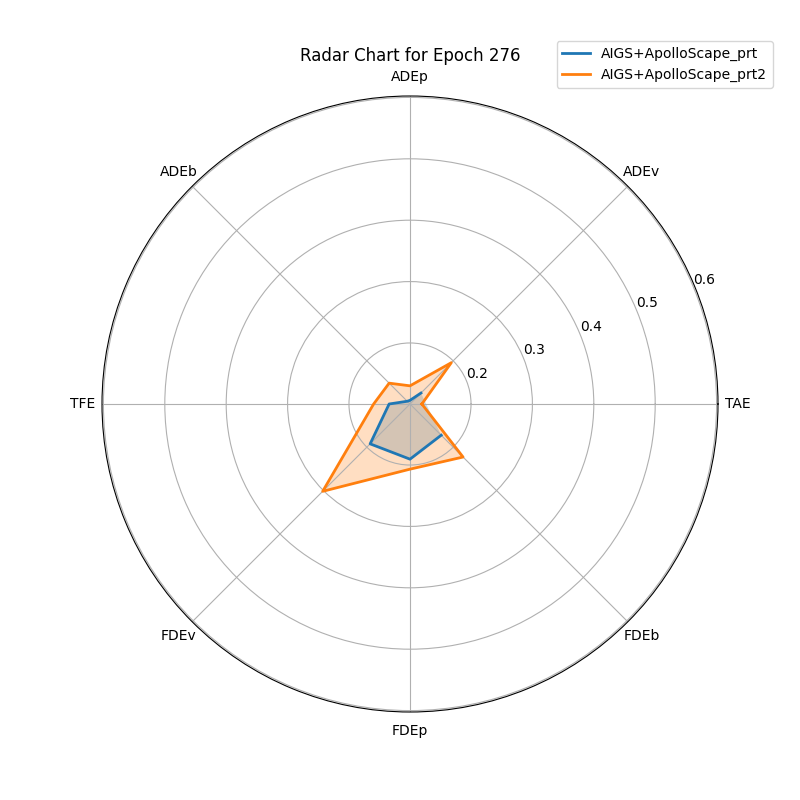 Radar Chart for Epoch 276
AIGS+ApolloScape_prt
AIGS+ApolloScape_prt2
ADEp
ADEb
ADEv
0.6
0.5
0.4
0.3
0.2
TFE
TAE
FDEv
FDEb
FDEp